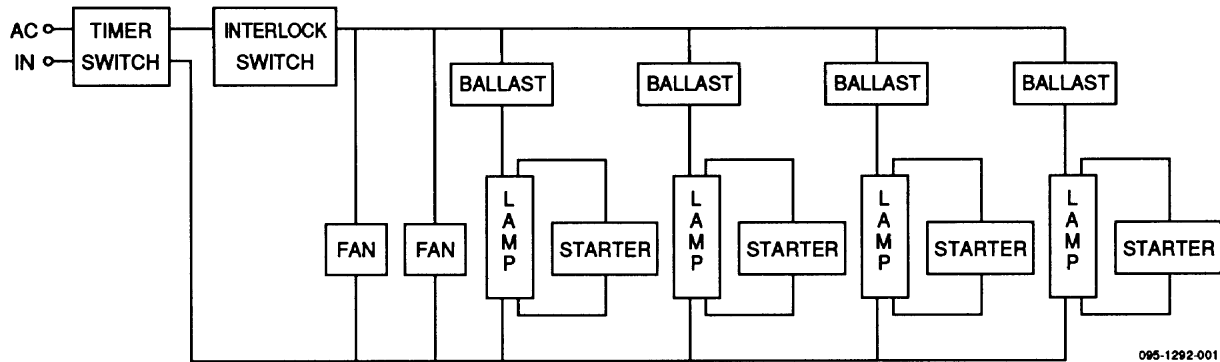 AC
IN
TIMER
SWITCH
INTERLOCK
SWITCH
BALLAST
BALLAST
BALLAST
BALLAST
FAN
FAN
LAMP
STARTER
LAMP
STARTER
LAMP
STARTER
LAMP
STARTER
095-1292-001